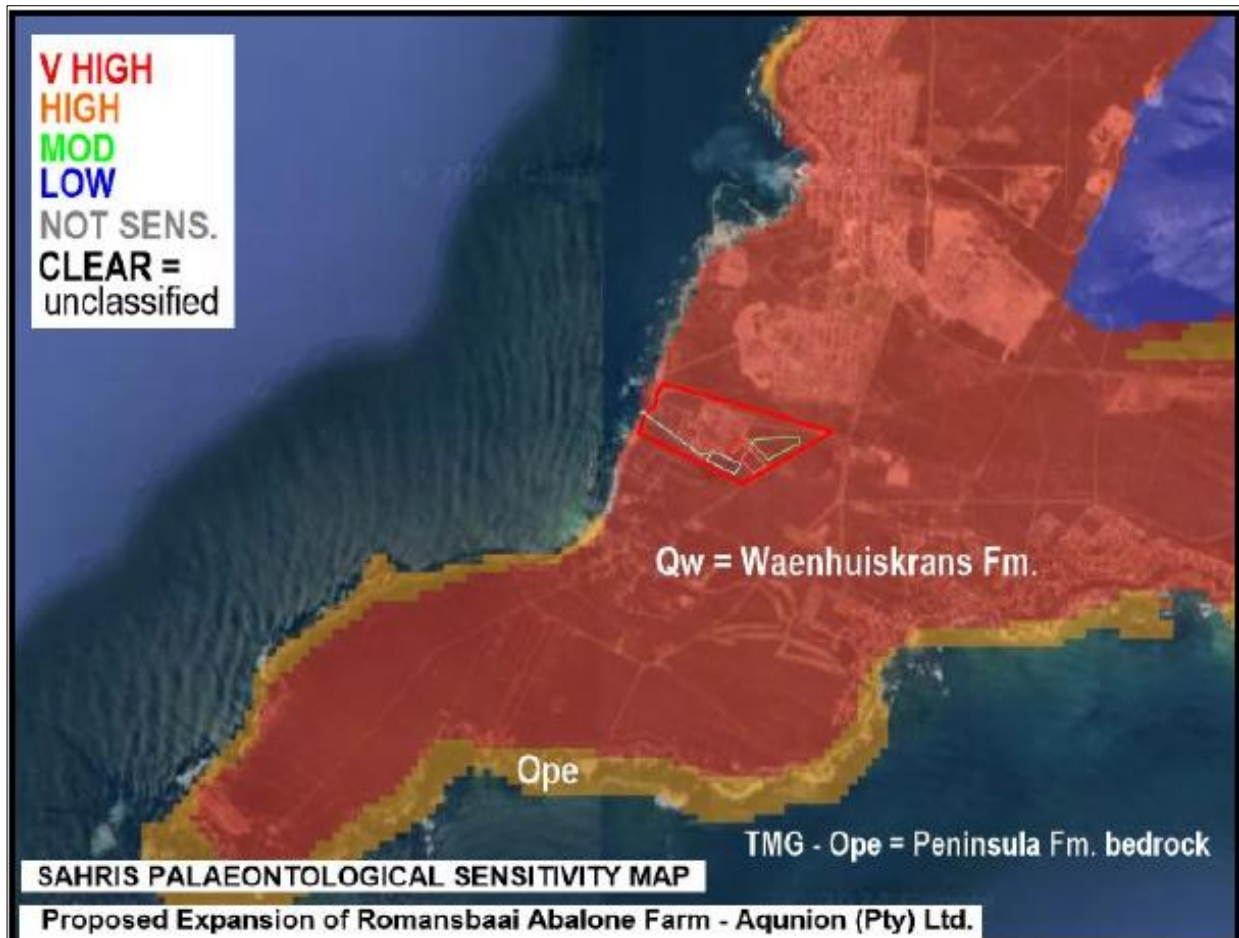 V HIGH
HIGH
MOD
LOW
NOT SENS.
CLEAR =
unclassified
Qw = Waenhuiskrans Fm.
Ope
TMG - Ope = Peninsula Fm. bedrock
SAHRIS PALAEONTOLOGICAL SENSITIVITY MAP
Proposed Expansion of Romansbaai Abalone Farm - Aqunion (Pty) Ltd.